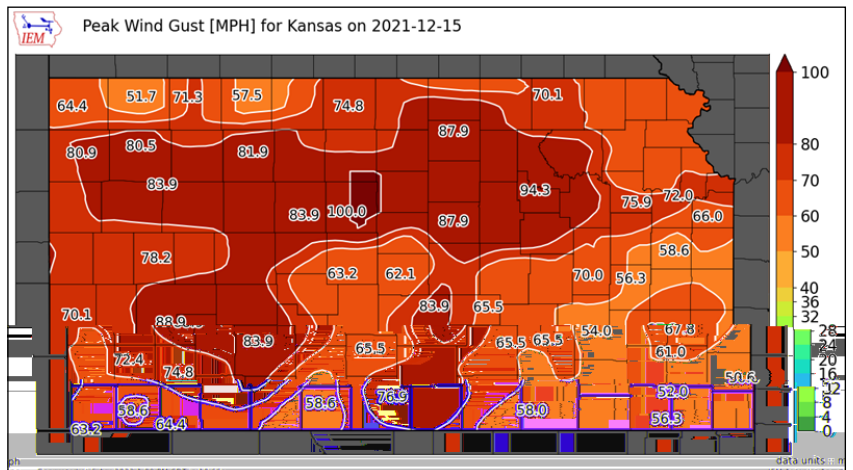 IEM
Peak Wind Gust [MPH] for Kansas on 2021-12-15
100
64.4 51.7 71.3 57.5 74.8 70.1
87.9
80.9 80.5 81.9
80
83.9 94.3
70
83.9 100.0 87.9 75.9 72.0
66.0
60
78.2 58.6
50
63.2 62.1 70.0 56.3
40
83.9 65.5
36
70.1 88.9 32
83.9 65.5 65.5 65.5 54.0 67.8 28
61.0 24
72.4 20
74.8 50.6 16
12
58.6 58.6 76.9 58.0 52.0 8
63.2 64.4 56.3 4
0
ph data units